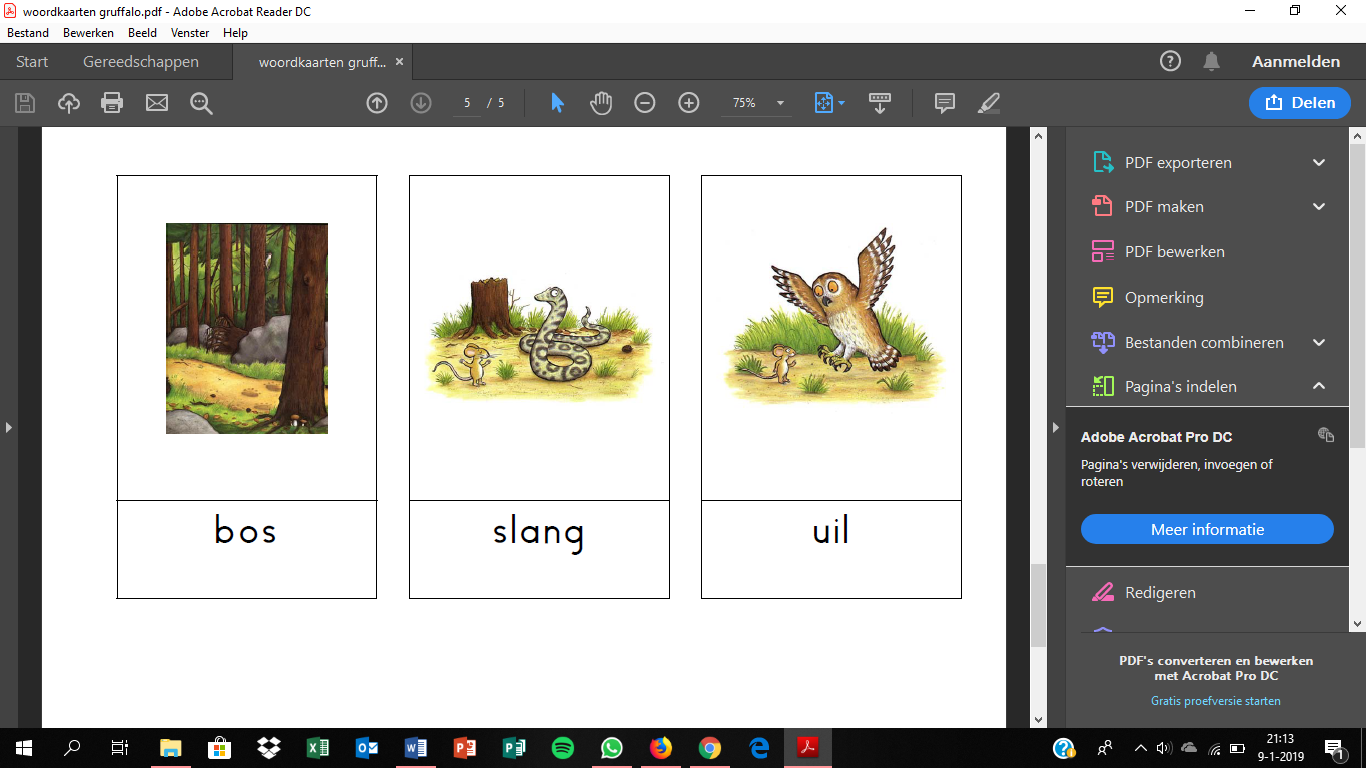 woordkaarten gruffalo.pdf - Adobe Acrobat Reader DC
Bestand Bewerken Beeld Venster Help
Start Gereedschappen woordkaarten gruff... × Aanmelden
5 / 5 75% Delen
bos
slang
uil
PDF exporteren
PDF maken
PDF bewerken
Opmerking
Bestanden combineren
Pagina's indelen
Adobe Acrobat Pro DC
Pagina's verwijderen, invoegen of
roteren
Meer informatie
Redigeren
PDF's converteren en bewerken
met Acrobat Pro DC
Gratis proefversie starten
21:13
9-1-2019
1